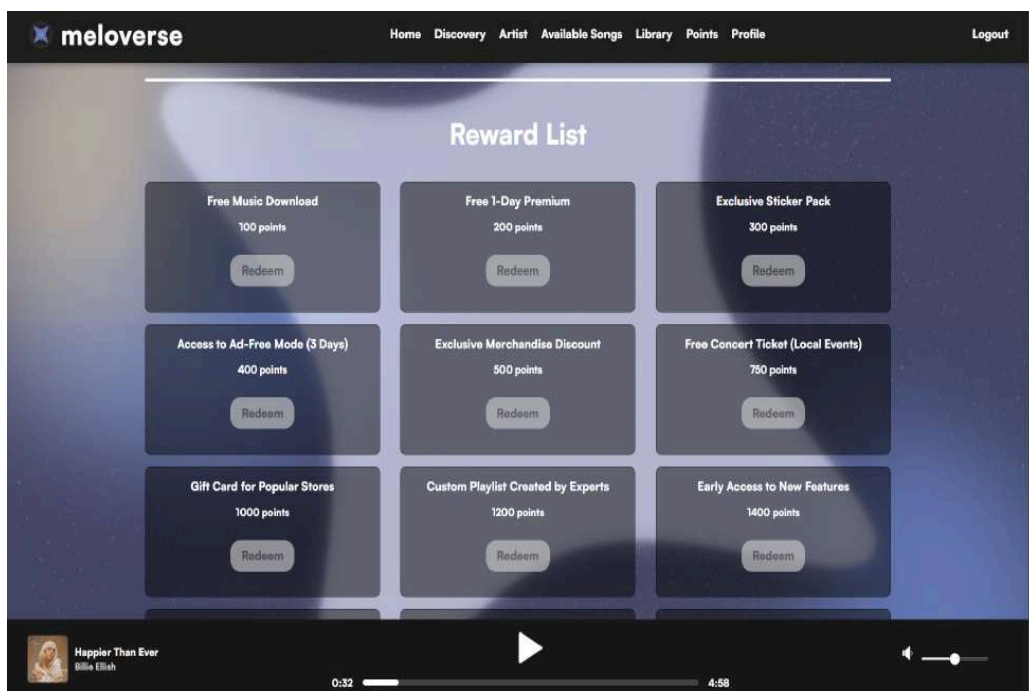 meloverse
Home Discovery Artist Available Songs Library Points Profile
Logout
Reward List
Free Music Download
100 points
Redeem
Free 1-Day Premium
200 points
Redeem
Exclusive Sticker Pack
300 points
Redeem
Access to Ad-Free Mode (3 Days)
400 points
Redeem
Exclusive Merchandise Discount
500 points
Redeem
Free Concert Ticket (Local Events)
750 points
Redeem
Gift Card for Popular Stores
1000 points
Redeem
Custom Playlist Created by Experts
1200 points
Redeem
Early Access to New Features
1400 points
Redeem
Happier Than Ever
Billie Eilish
0:32
4:58